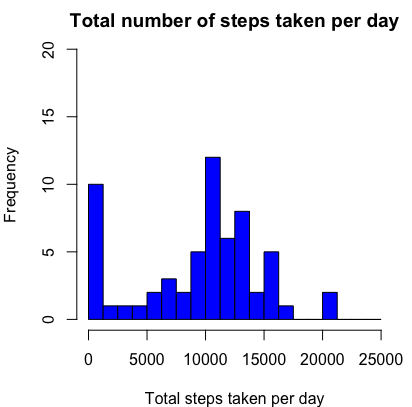 Total number of steps taken per day
20
15
10
5
0
Frequency
0 5000 10000 15000 20000 25000
Total steps taken per day